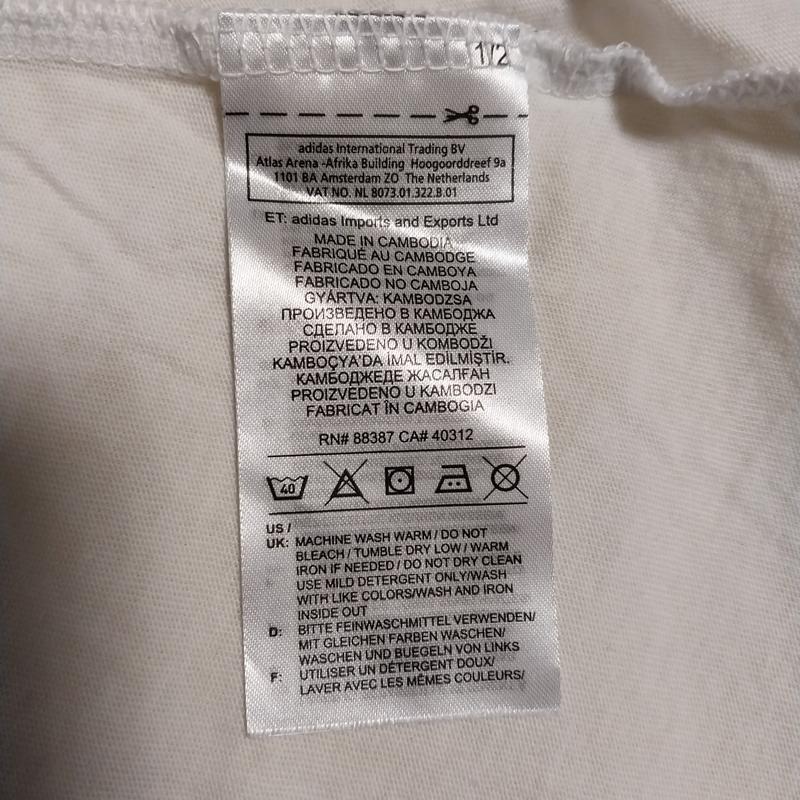 1/2
adidas International Trading BV
Atlas Arena -Afrika Building Hoogoorddreef 9a
1101 BA Amsterdam ZO The Netherlands
VAT NO. NL 8073.01.322.B.01
ET: adidas Imports and Exports Ltd
MADE IN CAMBODIA
FABRIQUÉ AU CAMBODGE
FABRICADO EN CAMBOYA
FABRICADO NO CAMBOJA
GYÁRTVA: KAMBODZSA
ПРОИЗВЕДЕНО В КАМБОДЖА
СДЕЛАНО В КАМБОДЖЕ
PROIZVEDENO U KOMBODŽI
KAMBOÇYA'DA İMAL EDİLMİŞTİR.
КАМБОДЖЕДЕ ЖАСАЛҒАН
PROIZVEDENO U KAMBODZI
FABRICAT ÎN CAMBOGIA
RN# 88387 CA# 40312
40
US /
UK: MACHINE WASH WARM / DO NOT
BLEACH / TUMBLE DRY LOW / WARM
IRON IF NEEDED / DO NOT DRY CLEAN
USE MILD DETERGENT ONLY/WASH
WITH LIKE COLORS/WASH AND IRON
INSIDE OUT
D: BITTE FEINWASCHMITTEL VERWENDEN/
MIT GLEICHEN FARBEN WASCHEN/
WASCHEN UND BUEGELN VON LINKS
F: UTILISER UN DÉTERGENT DOUX/
LAVER AVEC LES MÊMES COULEURS/